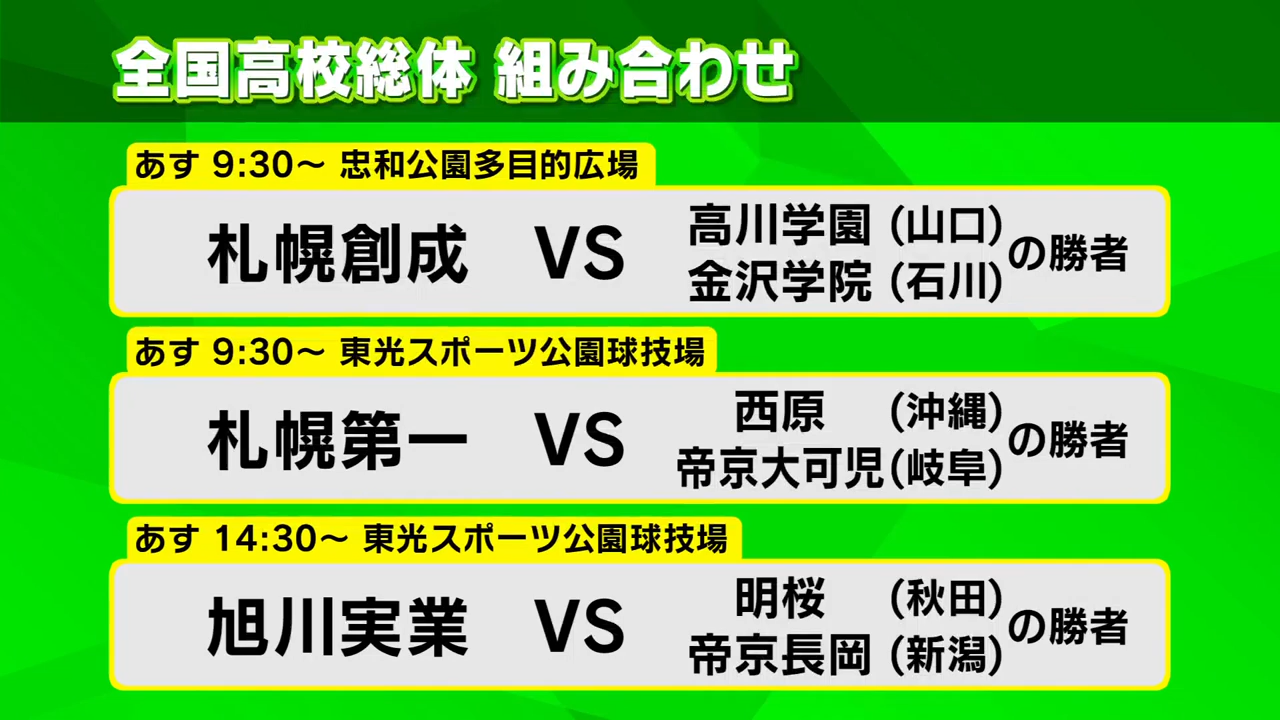 全国高校総体 組み合わせ
あす 9:30～ 忠和公園多目的広場
札幌創成 VS 高川学園 (山口)
金沢学院 (石川) の勝者
あす 9:30～ 東光スポーツ公園球技場
札幌第一 VS 西原 (沖縄)
帝京大可児(岐阜) の勝者
あす 14:30～ 東光スポーツ公園球技場
旭川実業 VS 明桜 (秋田)
帝京長岡 (新潟) の勝者